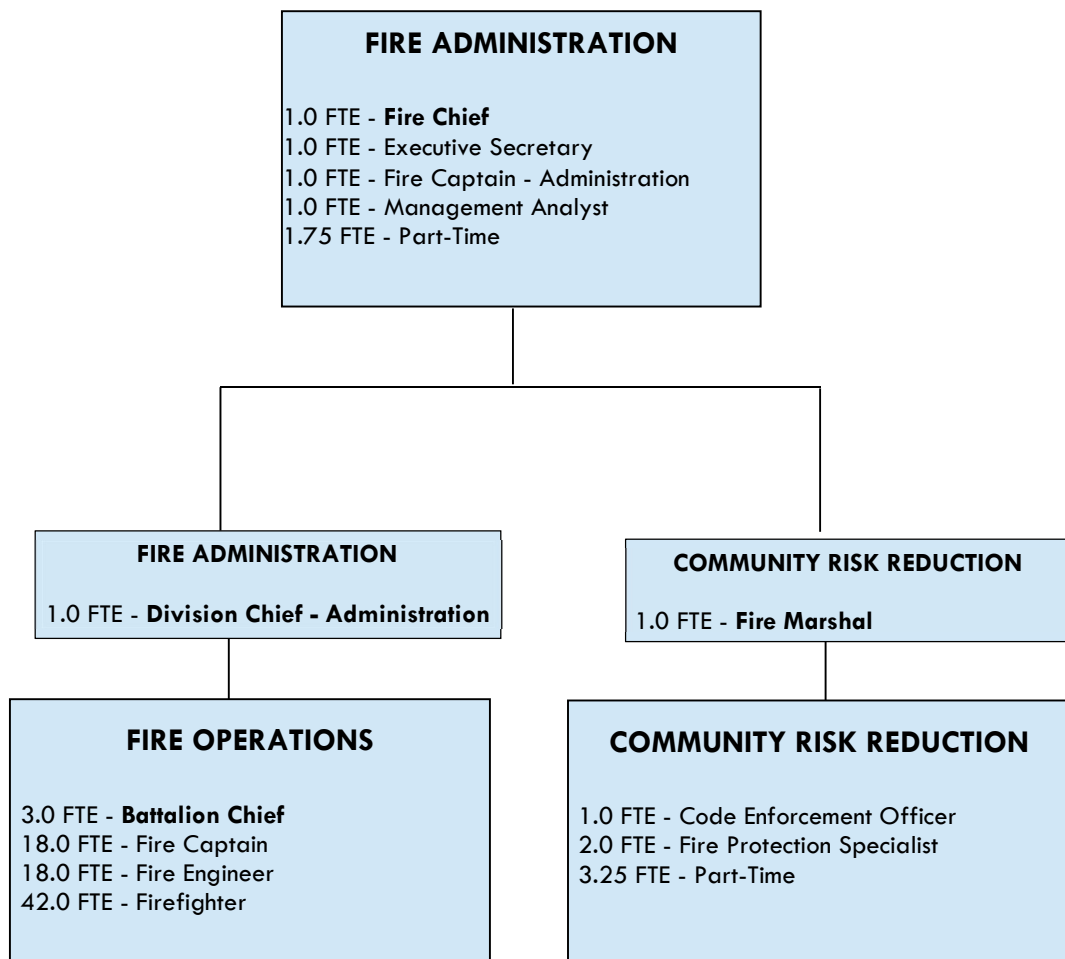 FIRE ADMINISTRATION
1.0 FTE - Fire Chief
1.0 FTE - Executive Secretary
1.0 FTE - Fire Captain - Administration
1.0 FTE - Management Analyst
1.75 FTE - Part-Time
FIRE ADMINISTRATION
1.0 FTE - Division Chief - Administration
COMMUNITY RISK REDUCTION
1.0 FTE - Fire Marshal
FIRE OPERATIONS
3.0 FTE - Battalion Chief
18.0 FTE - Fire Captain
18.0 FTE - Fire Engineer
42.0 FTE - Firefighter
COMMUNITY RISK REDUCTION
1.0 FTE - Code Enforcement Officer
2.0 FTE - Fire Protection Specialist
3.25 FTE - Part-Time